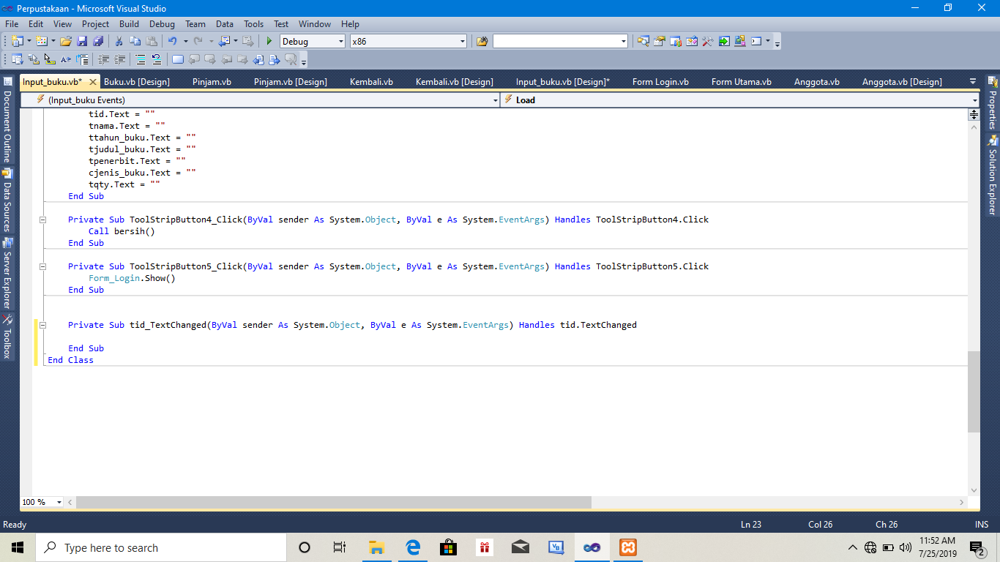 Perpustakaan - Microsoft Visual Studio
File Edit View Project Build Debug Team Data Tools Test Window Help
Debug x86
Input_buku.vb* Buku.vb [Design] Pinjam.vb Pinjam.vb [Design] Kembali.vb Kembali.vb [Design] Input_buku.vb [Design]* Form Login.vb Form Utama.vb Anggota.vb Anggota.vb [Design]
(Input_buku Events) Load
Document Outline
Data Sources
Server Explorer
Toolbox
tid.Text = ""
tnama.Text = ""
ttahun_buku.Text = ""
tjudul_buku.Text = ""
tpenerbit.Text = ""
cjenis_buku.Text = ""
tqty.Text = ""
End Sub
Private Sub ToolStripButton4_Click(ByVal sender As System.Object, ByVal e As System.EventArgs) Handles ToolStripButton4.Click
Call bersih()
End Sub
Private Sub ToolStripButton5_Click(ByVal sender As System.Object, ByVal e As System.EventArgs) Handles ToolStripButton5.Click
Form_Login.Show()
End Sub
Private Sub tid_TextChanged(ByVal sender As System.Object, ByVal e As System.EventArgs) Handles tid.TextChanged
End Sub
End Class
Properties
Solution Explorer
100 %
Ready Ln 23 Col 26 Ch 26 INS
Type here to search
VB
11:52 AM
7/25/2019
2